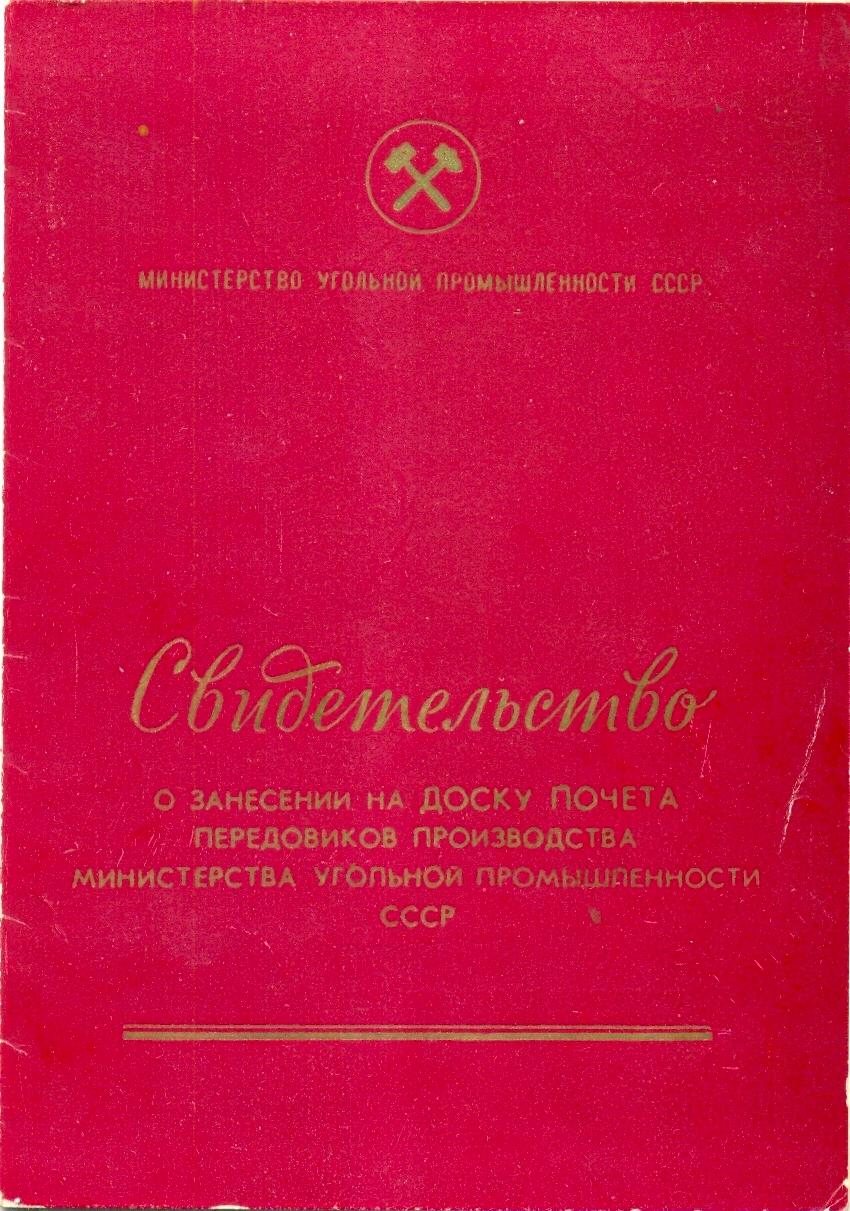 МИНИСТЕРСТВО УГОЛЬНОЙ ПРОМЫШЛЕННОСТИ СССР
Свидетельство
О ЗАНЕСЕНИИ НА ДОСКУ ПОЧЕТА
ПЕРЕДОВИКОВ ПРОИЗВОДСТВА
МИНИСТЕРСТВА УГОЛЬНОЙ ПРОМЫШЛЕННОСТИ
СССР